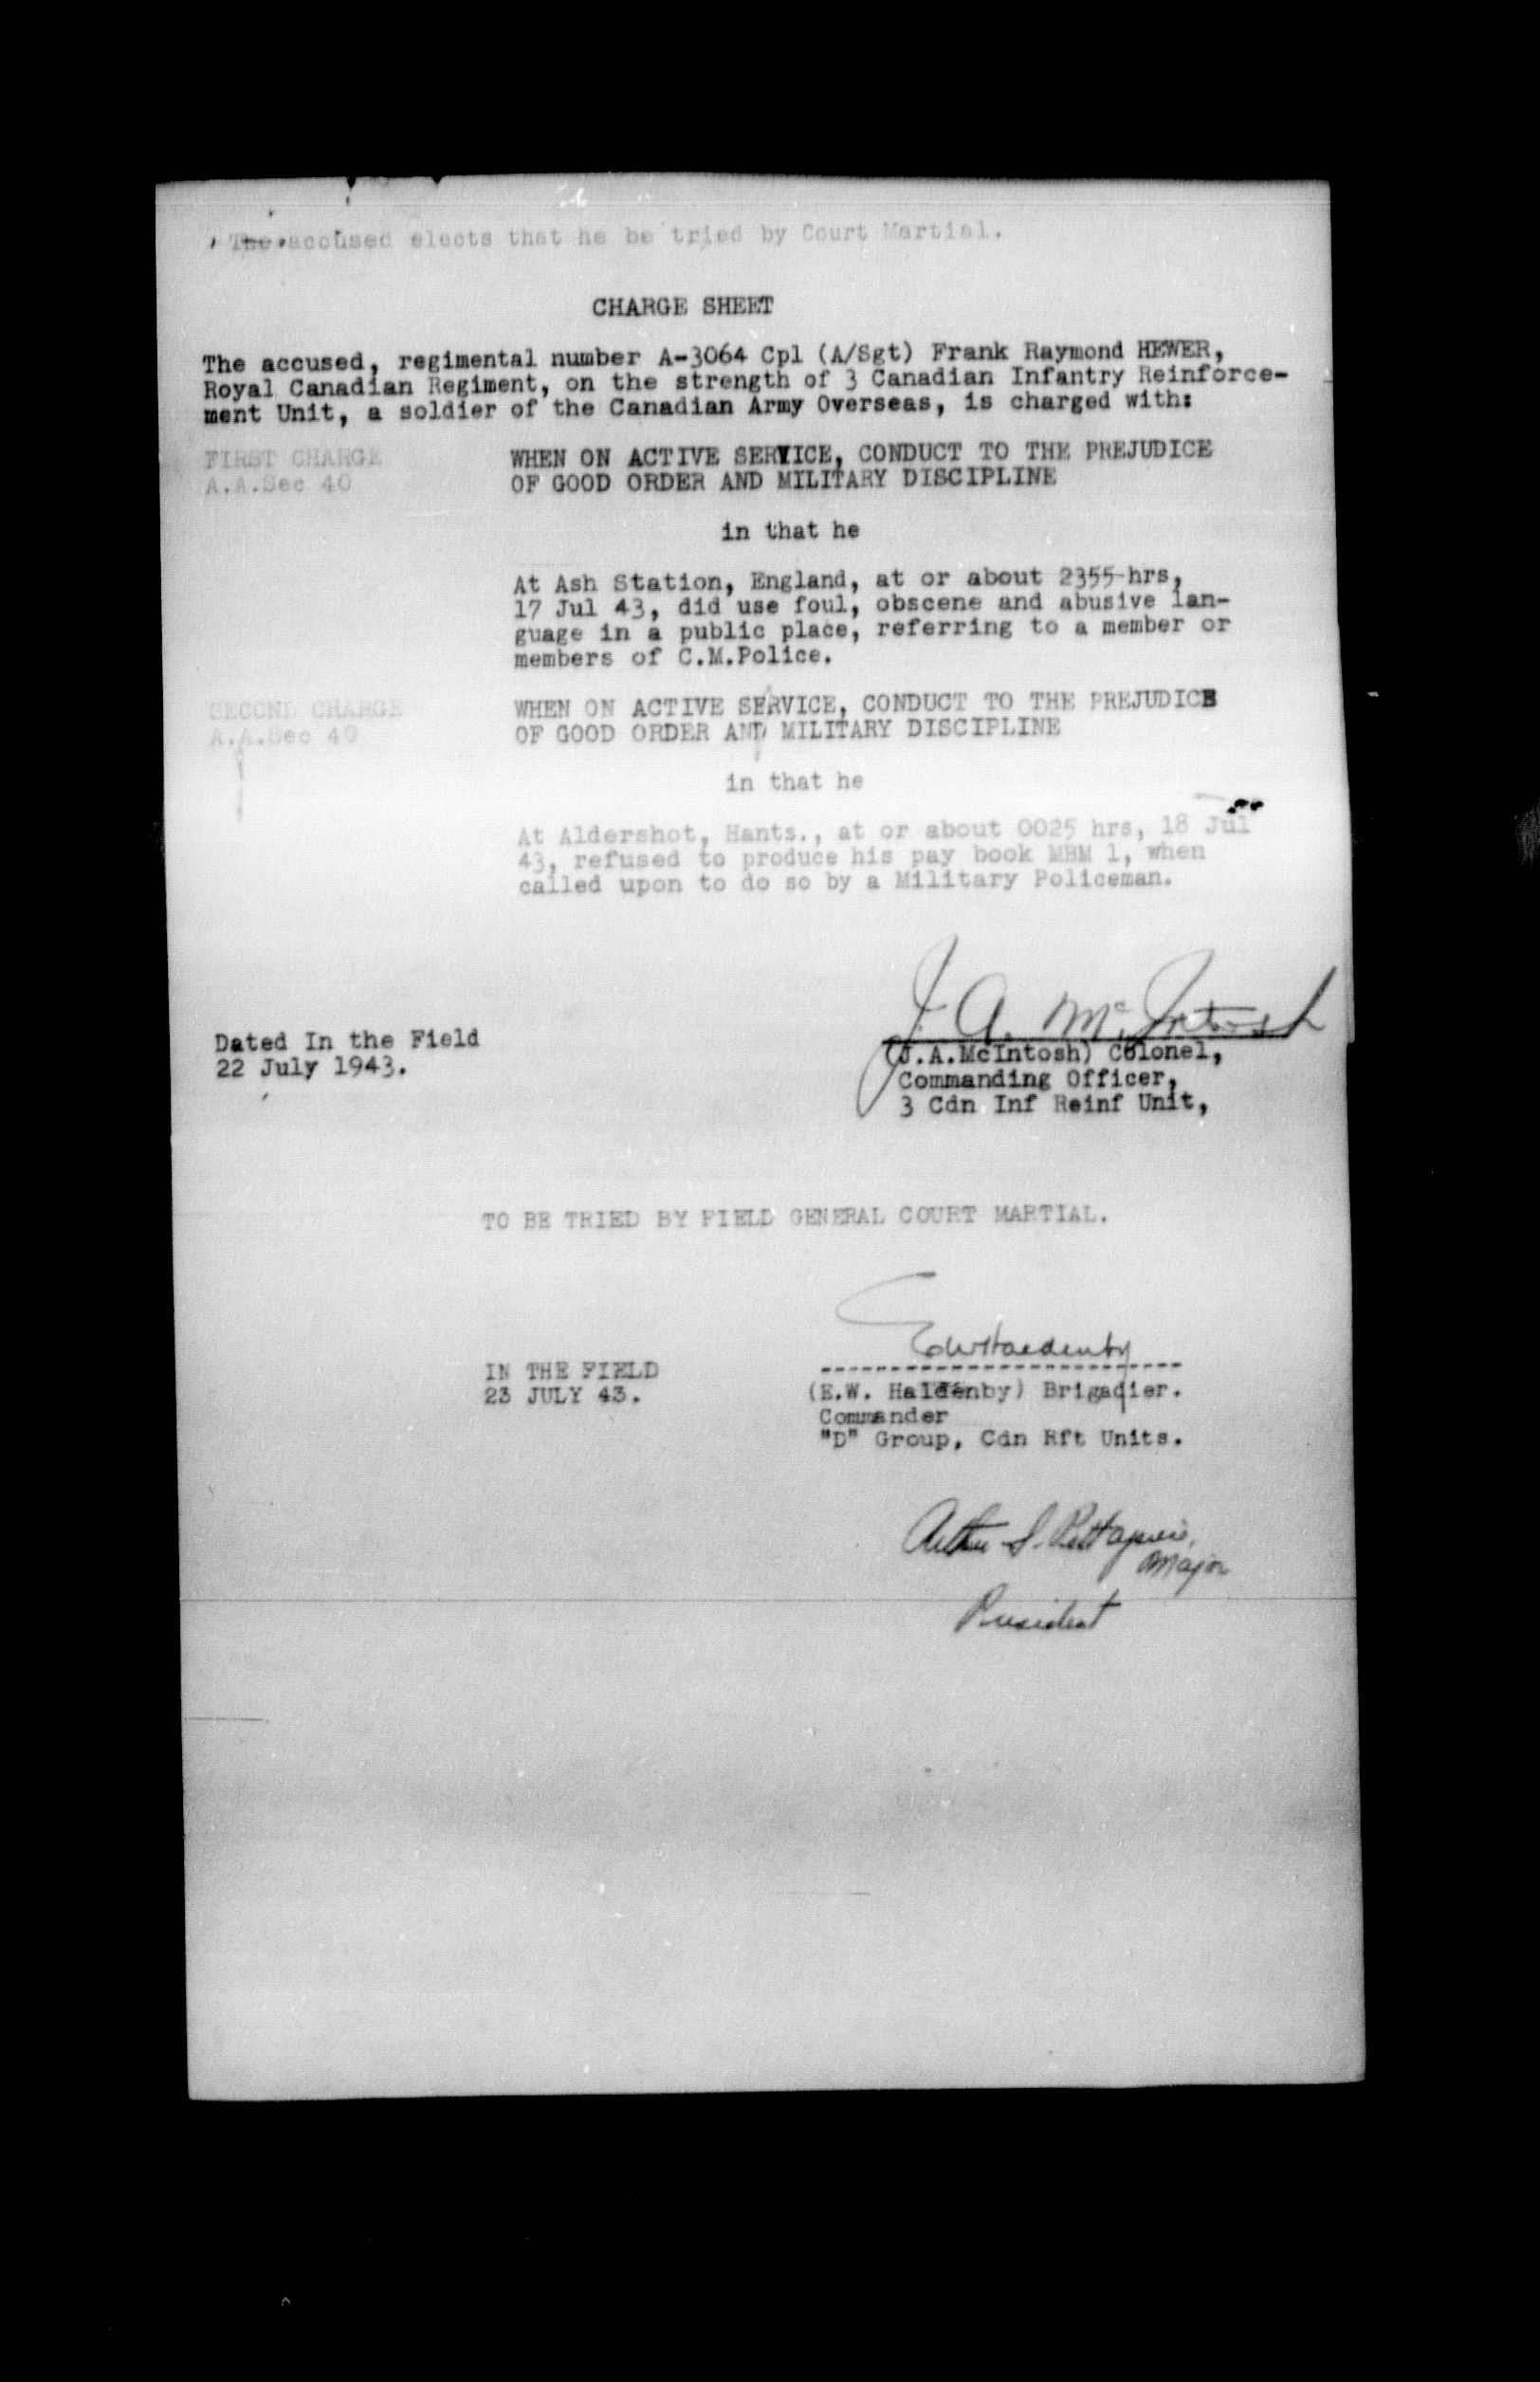 The accused elects that he be tried by Court Martial.
CHARGE SHEET
The accused, regimental number A-3064 Cpl (A/Sgt) Frank Raymond HEWER,
Royal Canadian Regiment, on the strength of 3 Canadian Infantry Reinforce-
ment Unit, a soldier of the Canadian Army Overseas, is charged with:
FIRST CHARGE
A.A.Sec 40
WHEN ON ACTIVE SERVICE, CONDUCT TO THE PREJUDICE
OF GOOD ORDER AND MILITARY DISCIPLINE
in that he
At Ash Station, England, at or about 2355 hrs,
17 Jul 43, did use foul, obscene and abusive lan-
guage in a public place, referring to a member or
members of C.M.Police.
SECOND CHARGE
A.A.Sec 40
WHEN ON ACTIVE SERVICE, CONDUCT TO THE PREJUDICE
OF GOOD ORDER AND MILITARY DISCIPLINE
in that he
At Aldershot, Hants., at or about 0025 hrs, 18 Jul
43, refused to produce his pay book MBM 1, when
called upon to do so by a Military Policeman.
J. A. McIntosh
Dated In the Field
22 July 1943.
(J.A.McIntosh) Colonel,
Commanding Officer,
3 Cdn Inf Reinf Unit,
TO BE TRIED BY FIELD GENERAL COURT MARTIAL.
EWHaldenby
IN THE FIELD
23 JULY 43.
(E.W. Haldenby) Brigadier.
Commander
"D" Group, Cdn Rft Units.
Arthur S.
Major
President